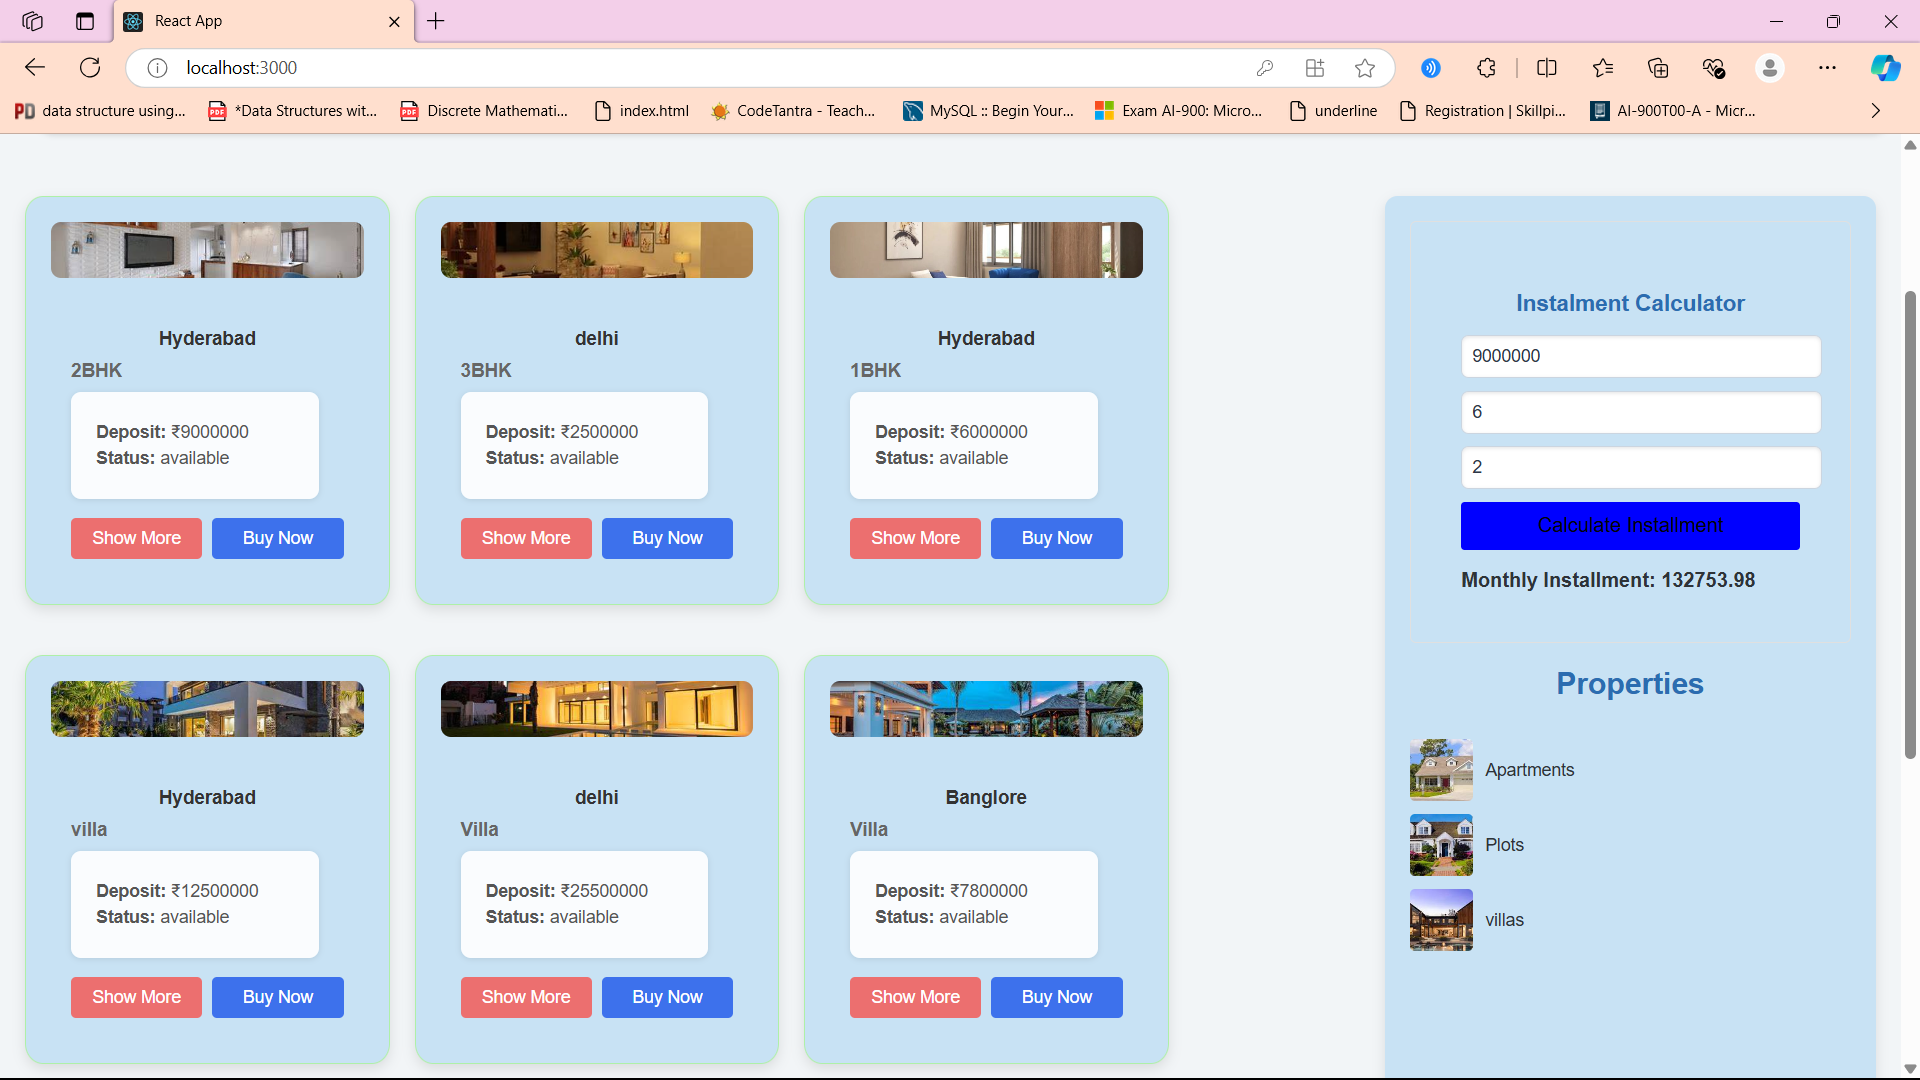 React App
localhost:3000
data structure using...
*Data Structures wit...
Discrete Mathemati...
index.html
CodeTantra - Teach...
MySQL :: Begin Your...
Exam AI-900: Micro...
underline
Registration | Skillpi...
AI-900T00-A - Micr...
Hyderabad
2BHK
Deposit: ₹9000000
Status: available
Show More
Buy Now
delhi
3BHK
Deposit: ₹2500000
Status: available
Show More
Buy Now
Hyderabad
1BHK
Deposit: ₹6000000
Status: available
Show More
Buy Now
Hyderabad
villa
Deposit: ₹12500000
Status: available
Show More
Buy Now
delhi
Villa
Deposit: ₹25500000
Status: available
Show More
Buy Now
Banglore
Villa
Deposit: ₹7800000
Status: available
Show More
Buy Now
Instalment Calculator
9000000
6
2
Calculate Installment
Monthly Installment: 132753.98
Properties
Apartments
Plots
villas